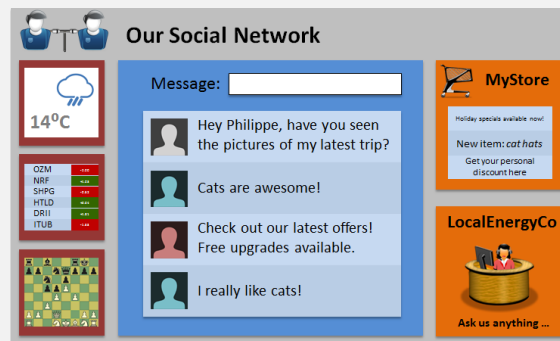 Our Social Network
14°C
OZM
NRF
SHPG
HTLD
DRII
ITUB
Message:
Hey Philippe, have you seen
the pictures of my latest trip?
Cats are awesome!
Check out our latest offers!
Free upgrades available.
I really like cats!
MyStore
Holiday specials available now!
New item: cat hats
Get your personal
discount here
LocalEnergyCo
Ask us anything ...